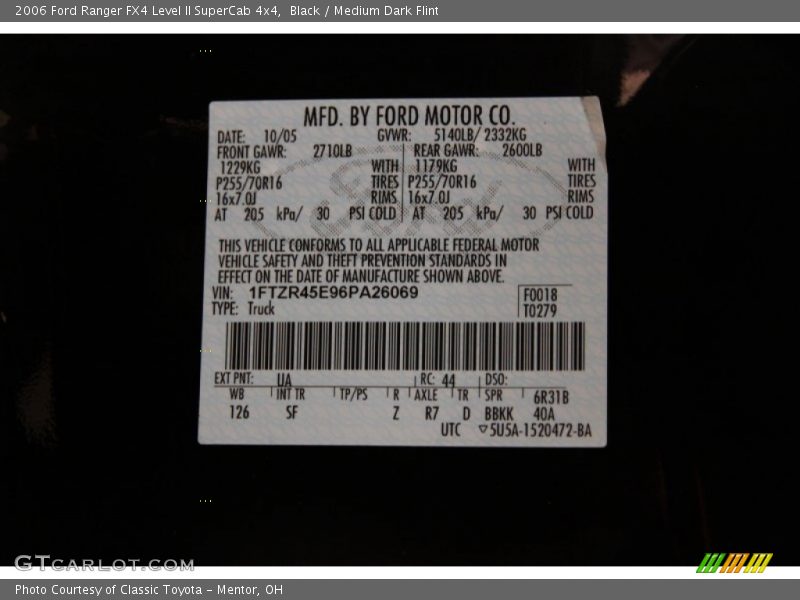 2006 Ford Ranger FX4 Level II SuperCab 4x4,  Black / Medium Dark Flint
MFD. BY FORD MOTOR CO.
DATE: 10/05 GVWR: 5140LB/ 2332KG
FRONT GAWR: 2710LB REAR GAWR: 2600LB
1229KG WITH 1179KG WITH
P255/70R16 TIRES P255/70R16 TIRES
16x7.0J RIMS 16x7.0J RIMS
AT 205 kPa/ 30 PSI COLD AT 205 kPa/ 30 PSI COLD
THIS VEHICLE CONFORMS TO ALL APPLICABLE FEDERAL MOTOR
VEHICLE SAFETY AND THEFT PREVENTION STANDARDS IN
EFFECT ON THE DATE OF MANUFACTURE SHOWN ABOVE.
VIN: 1FTZR45E96PA26069 F0018
TYPE: Truck T0279
EXT PNT: UA RC: 44 DSO:
WB INT TR TP/PS R AXLE TR SPR 6R31B
126 SF Z R7 D BBKK 40A
UTC ▽5U5A-1520472-BA
GTCARLOT.COM
Photo Courtesy of Classic Toyota - Mentor, OH